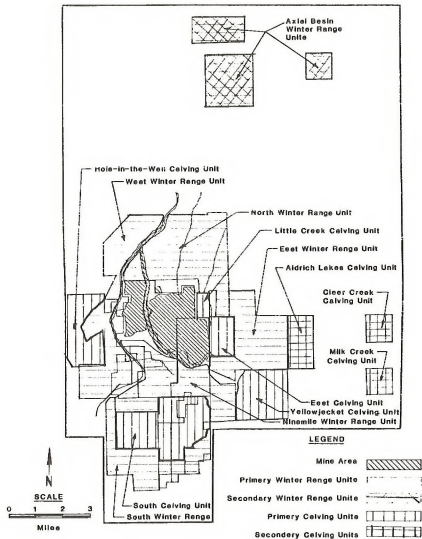 Axial Basin
Winter Range
Units
Hole-in-the-Wall Calving Unit
West Winter Range Unit
North Winter Range Unit
Little Creek Calving Unit
East Winter Range Unit
Aldrich Lakes Calving Unit
Clear Creek
Calving Unit
Milk Creek
Calving Unit
East Calving Unit
Yellowjacket Calving Unit
Ninemile Winter Range Unit
South Calving Unit
South Winter Range
N
SCALE
0 1 2 3
Miles
LEGEND
Mine Area
Primary Winter Range Units
Secondary Winter Range Units
Primary Calving Units
Secondary Calving Units